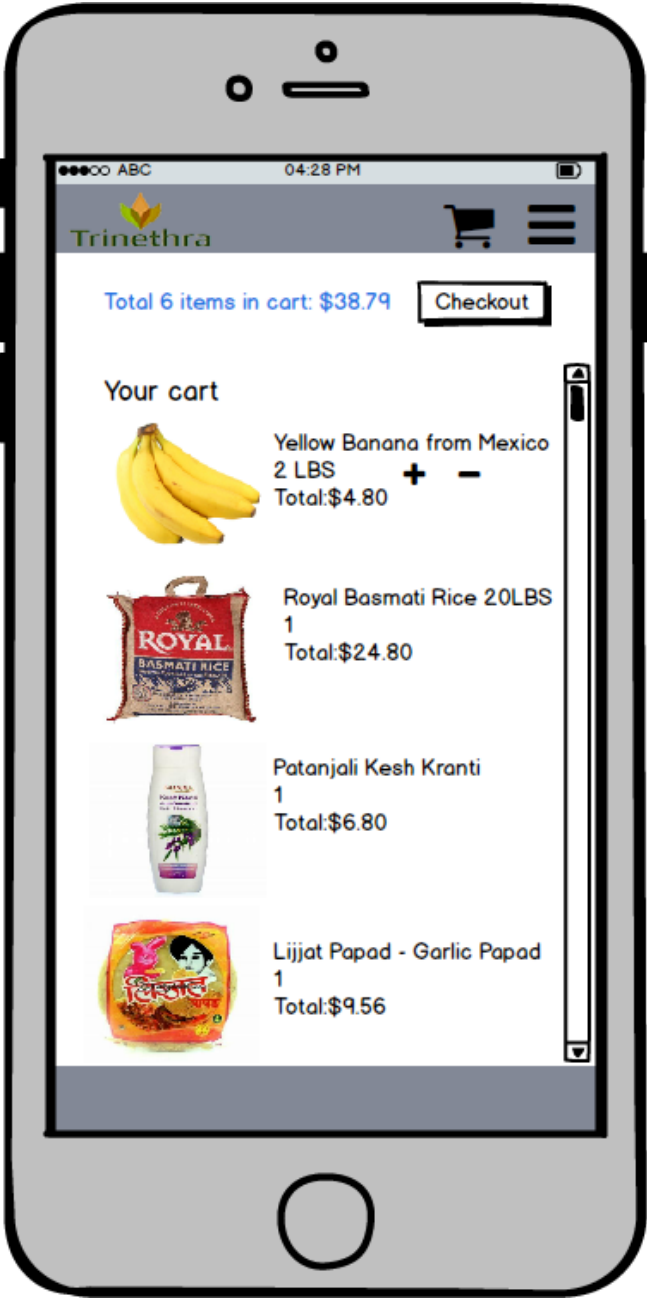 ABC 04:28 PM
Trinethra
Total 6 items in cart: $38.79 Checkout
Your cart
Yellow Banana from Mexico
2 LBS + -
Total:$4.80
ROYAL
BASMATI RICE
Royal Basmati Rice 20LBS
1
Total:$24.80
Patanjali Kesh Kranti
1
Total:$6.80
लिज्जत
पापड़
Lijjat Papad - Garlic Papad
1
Total:$9.56